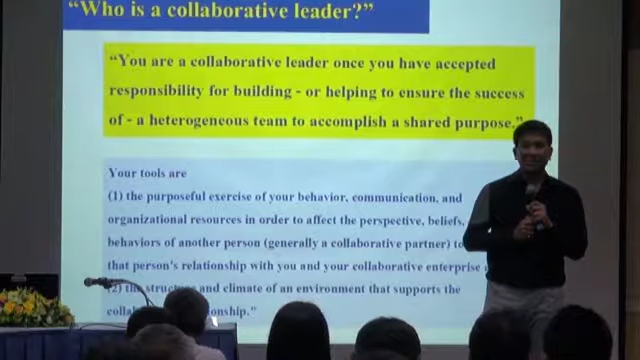 “Who is a collaborative leader?”
“You are a collaborative leader once you have accepted
responsibility for building - or helping to ensure the success
of - a heterogeneous team to accomplish a shared purpose.”
Your tools are
(1) the purposeful exercise of your behavior, communication, and
organizational resources in order to affect the perspective, beliefs,
behaviors of another person (generally a collaborative partner) to
that person's relationship with you and your collaborative enterprise
(2) the structure and climate of an environment that supports the